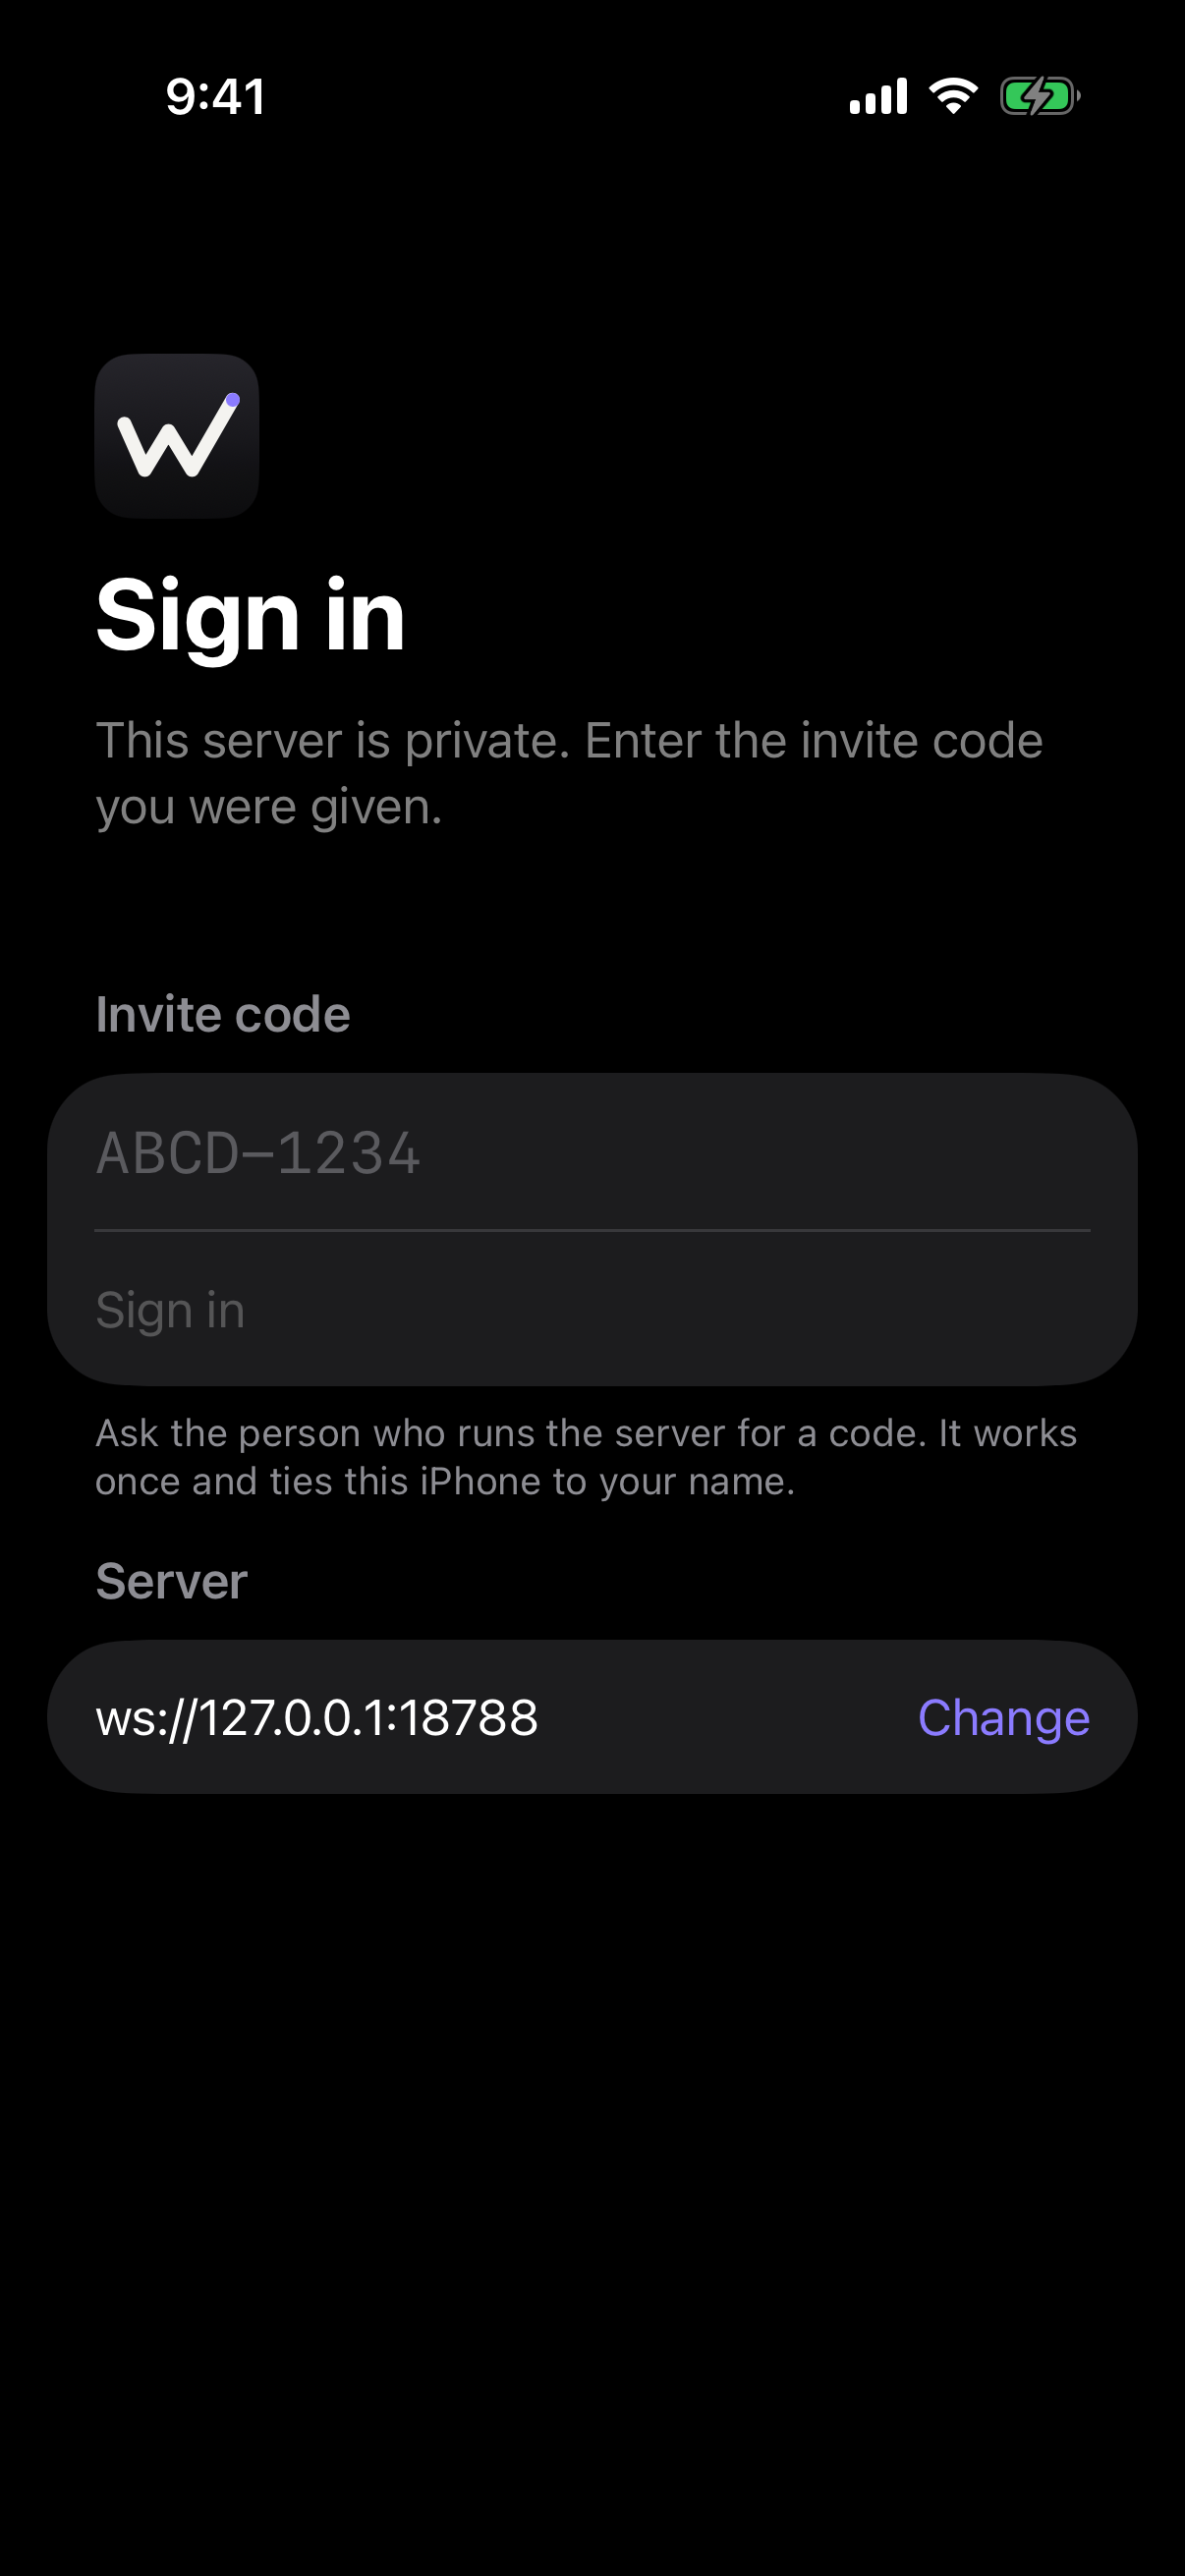 9:41
Sign in
This server is private. Enter the invite code
you were given.
Invite code
ABCD–1234
Sign in
Ask the person who runs the server for a code. It works
once and ties this iPhone to your name.
Server
ws://127.0.0.1:18788 Change